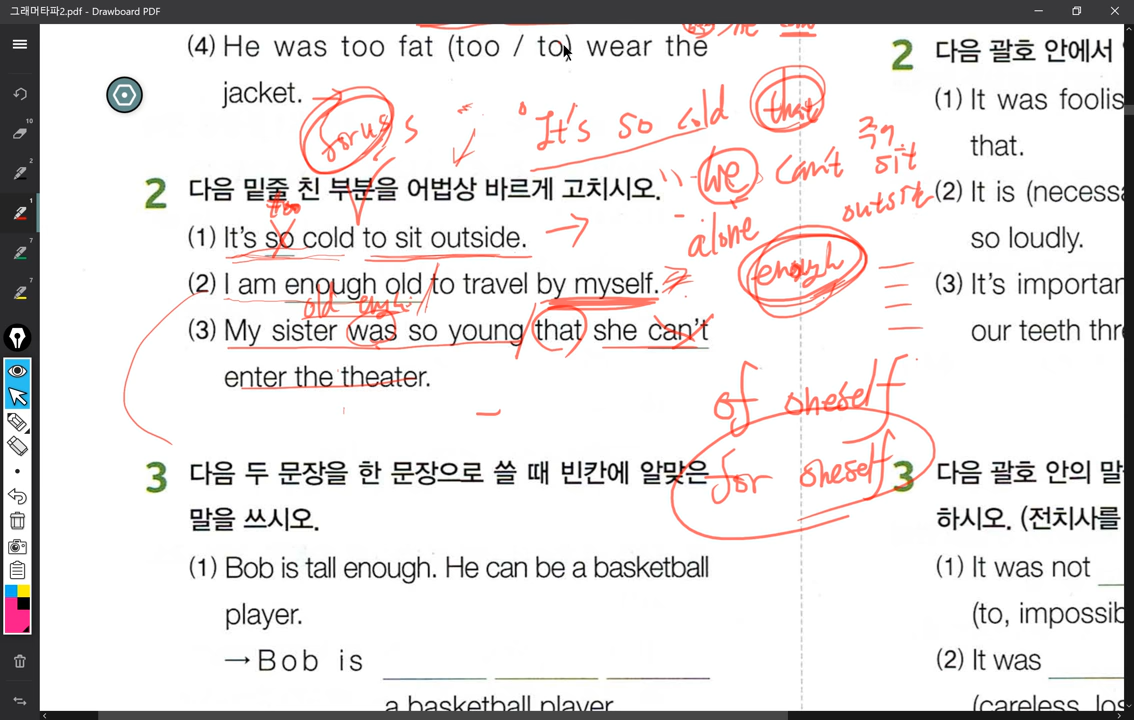 그래머타파2.pdf - Drawboard PDF
(4) He was too fat (too / to) wear the
jacket.
for us
"It's so cold that
we can't
sit
outside
alone
2 다음 밑줄 친 부분을 어법상 바르게 고치시오.
too
(1) It's so cold to sit outside.
enough
(2) I am enough old to travel by myself.
old
(3) My sister was so young that she can't
enter the theater.
of oneself
for oneself
3 다음 두 문장을 한 문장으로 쓸 때 빈칸에 알맞은
말을 쓰시오.
(1) Bob is tall enough. He can be a basketball
player.
→ Bob is
a basketball player
2 다음 괄호 안에서
(1) It was foolis
that.
(2) It is (necessa
so loudly.
(3) It's importan
our teeth thr
3 다음 괄호 안의 말
하시오. (전치사를
(1) It was not
(to, impossib
(2) It was
(careless, los
10
2
1
7
7